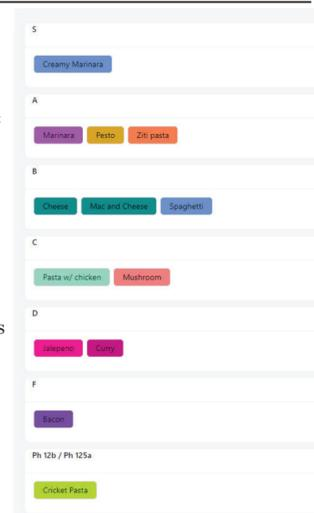 S
Creamy Marinara
A
Marinara Pesto Ziti pasta
B
Cheese Mac and Cheese Spaghetti
C
Pasta w/ chicken Mushroom
D
Jalepeno Curry
s
F
Bacon
Ph 12b / Ph 125a
Cricket Pasta